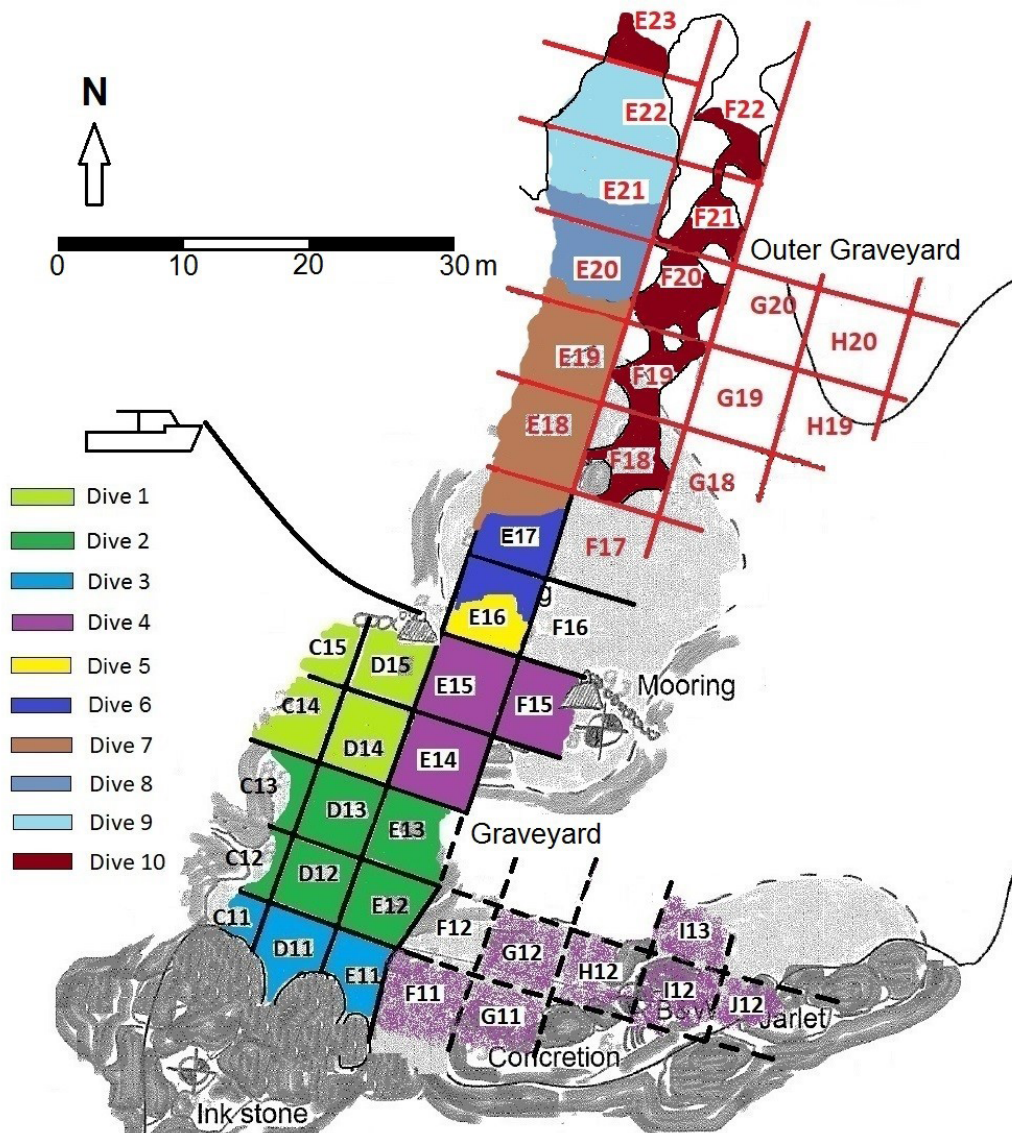 E23
N
E22
F22
E21
F21
Outer Graveyard
0 10 20 30 m
E20
F20
G20
H20
E19
F19
G19
H19
E18
F18
G18
E17
F17
Dive 1
Dive 2
Dive 3
Dive 4
Dive 5
Dive 6
Dive 7
Dive 8
Dive 9
Dive 10
g
E16
F16
C15
D15
E15
F15
Mooring
C14
D14
E14
C13
D13
E13
Graveyard
C12
D12
E12
F12
G12
H12
I13
C11
D11
E11
F11
G11
I12
J12
Jarlet
Concretion
Ink stone